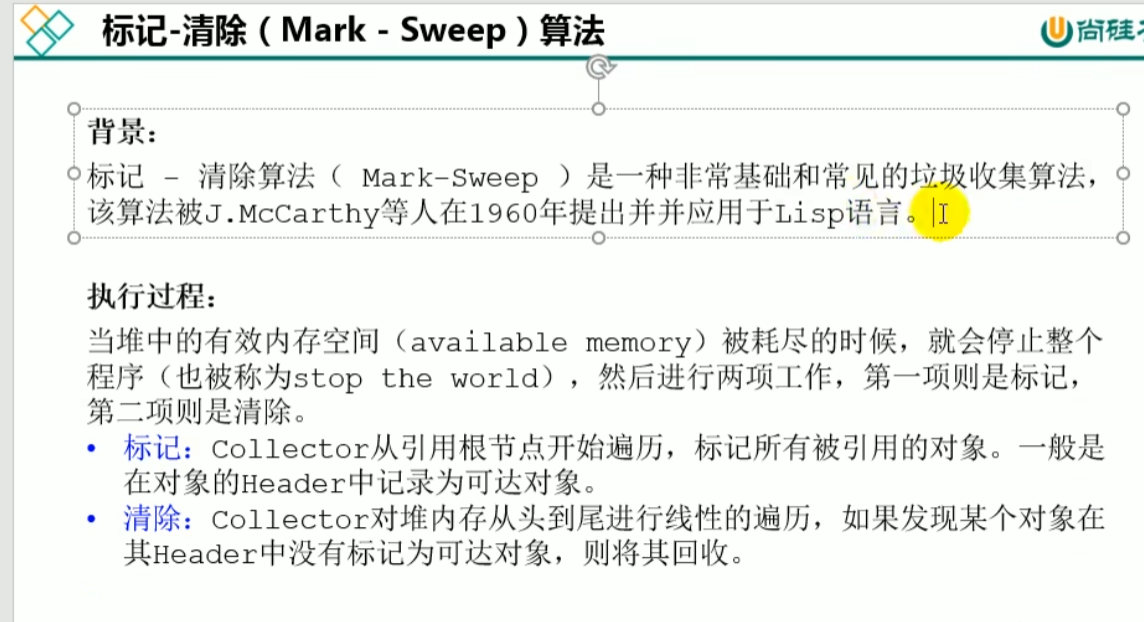 标记-清除（Mark - Sweep）算法
尚硅
背景：
标记 － 清除算法（ Mark-Sweep ）是一种非常基础和常见的垃圾收集算法，
该算法被J.McCarthy等人在1960年提出并并应用于Lisp语言。
执行过程：
当堆中的有效内存空间（available memory）被耗尽的时候，就会停止整个
程序（也被称为stop the world），然后进行两项工作，第一项则是标记，
第二项则是清除。
• 标记：Collector从引用根节点开始遍历，标记所有被引用的对象。一般是
在对象的Header中记录为可达对象。
• 清除：Collector对堆内存从头到尾进行线性的遍历，如果发现某个对象在
其Header中没有标记为可达对象，则将其回收。